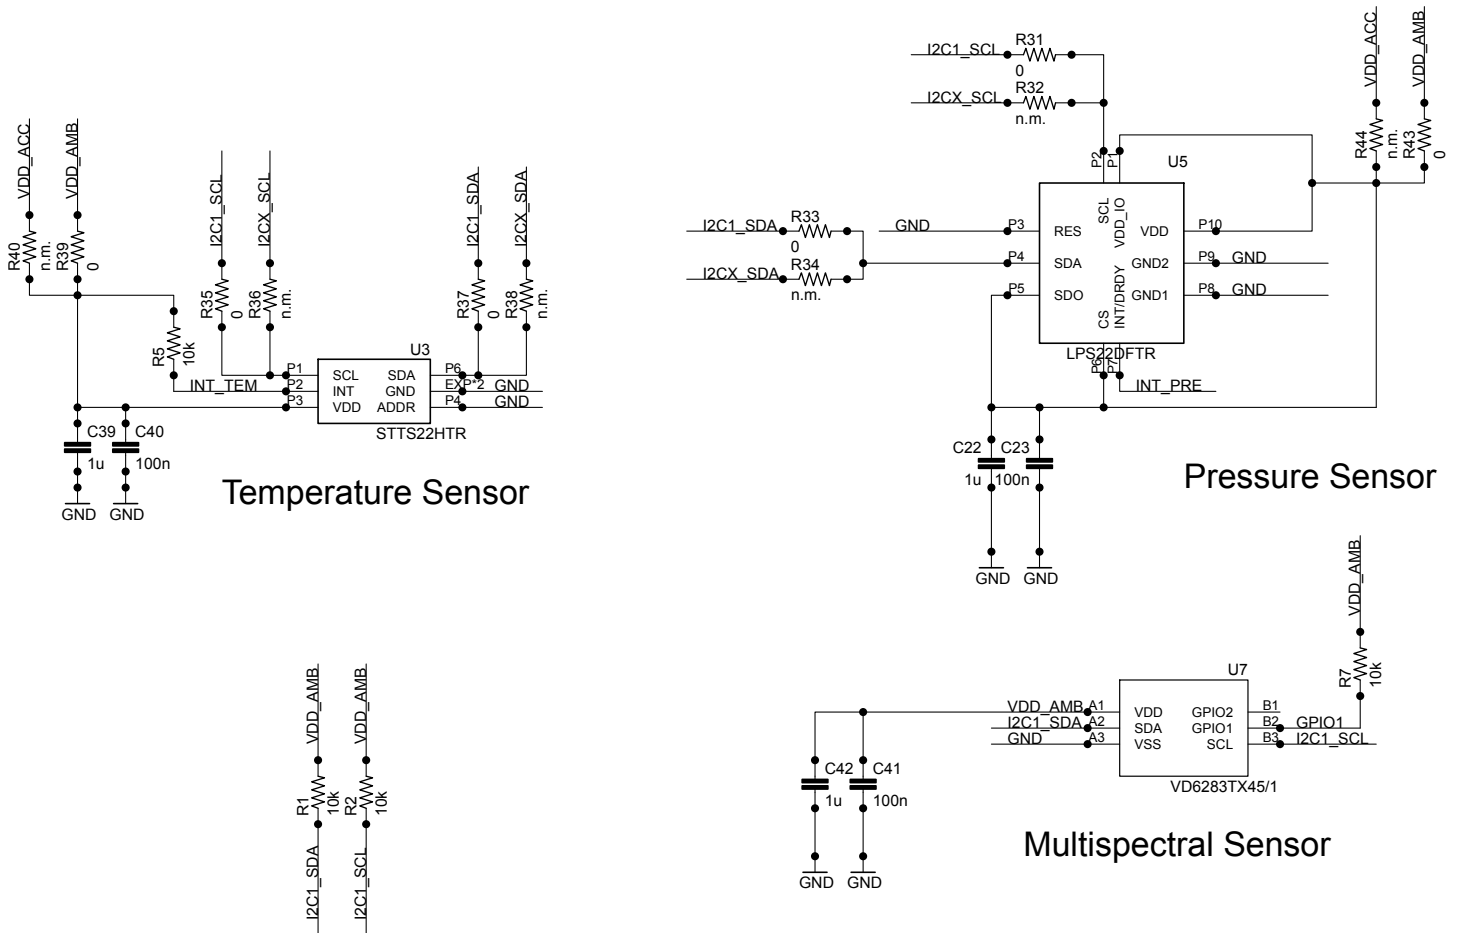 VDD_ACC
VDD_AMB
R40
n.m.
R39
0
I2C1_SCL
I2CX_SCL
I2C1_SDA
I2CX_SDA
R35
0
R36
n.m.
R37
0
R38
n.m.
R5
10k
U3
INT_TEM
P1
P2
P3
SCL
INT
VDD
SDA
GND
ADDR
P6
EXP*2
P4
GND
GND
STTS22HTR
C39
1u
C40
100n
GND
GND
Temperature Sensor
I2C1_SCL
R31
0
I2CX_SCL
R32
n.m.
VDD_ACC
VDD_AMB
R44
n.m.
R43
0
P2
P1
U5
I2C1_SDA
R33
0
I2CX_SDA
R34
n.m.
GND
P3
P4
P5
RES
SDA
SDO
SCL
VDD_IO
VDD
GND2
GND1
CS
INT/DRDY
P10
P9
GND
P8
GND
LPS22DFTR
P6
P7
INT_PRE
C22
1u
C23
100n
GND
GND
Pressure Sensor
VDD_AMB
VDD_AMB
R1
10k
R2
10k
I2C1_SDA
I2C1_SCL
VDD_AMB
R7
10k
U7
VDD_AMB
A1
I2C1_SDA
A2
GND
A3
VDD
SDA
VSS
GPIO2
GPIO1
SCL
B1
B2
GPIO1
B3
I2C1_SCL
VD6283TX45/1
C42
1u
C41
100n
GND
GND
Multispectral Sensor